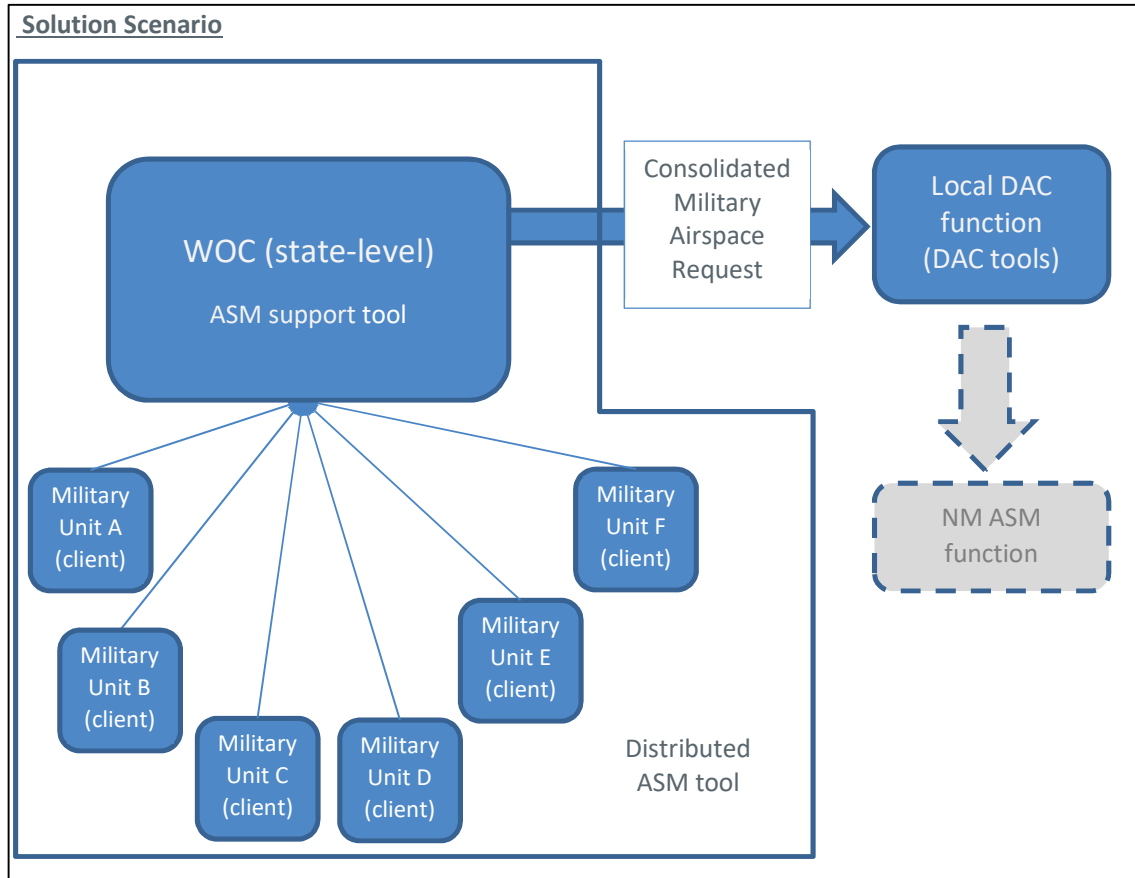 Solution Scenario
WOC (state-level)
ASM support tool
Consolidated
Military
Airspace
Request
Local DAC
function
(DAC tools)
NM ASM
function
Military
Unit A
(client)
Military
Unit B
(client)
Military
Unit C
(client)
Military
Unit D
(client)
Military
Unit E
(client)
Military
Unit F
(client)
Distributed
ASM tool